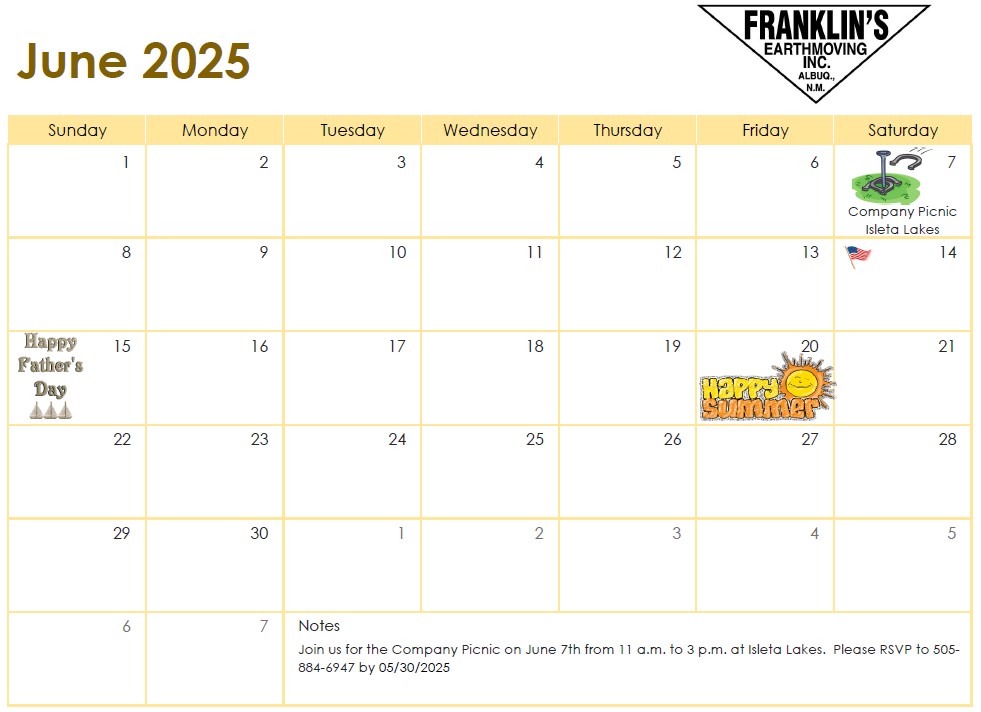 June 2025
FRANKLIN'S
EARTHMOVING
INC.
ALBUQ.,
N.M.
Sunday Monday Tuesday Wednesday Thursday Friday Saturday
1 2 3 4 5 6 7
Company Picnic
Isleta Lakes
8 9 10 11 12 13 14
15 16 17 18 19 20 21
Happy
Father's
Day
HAPPY
SUMMER
22 23 24 25 26 27 28
29 30 1 2 3 4 5
6 7
Notes
Join us for the Company Picnic on June 7th from 11 a.m. to 3 p.m. at Isleta Lakes. Please RSVP to 505-
884-6947 by 05/30/2025